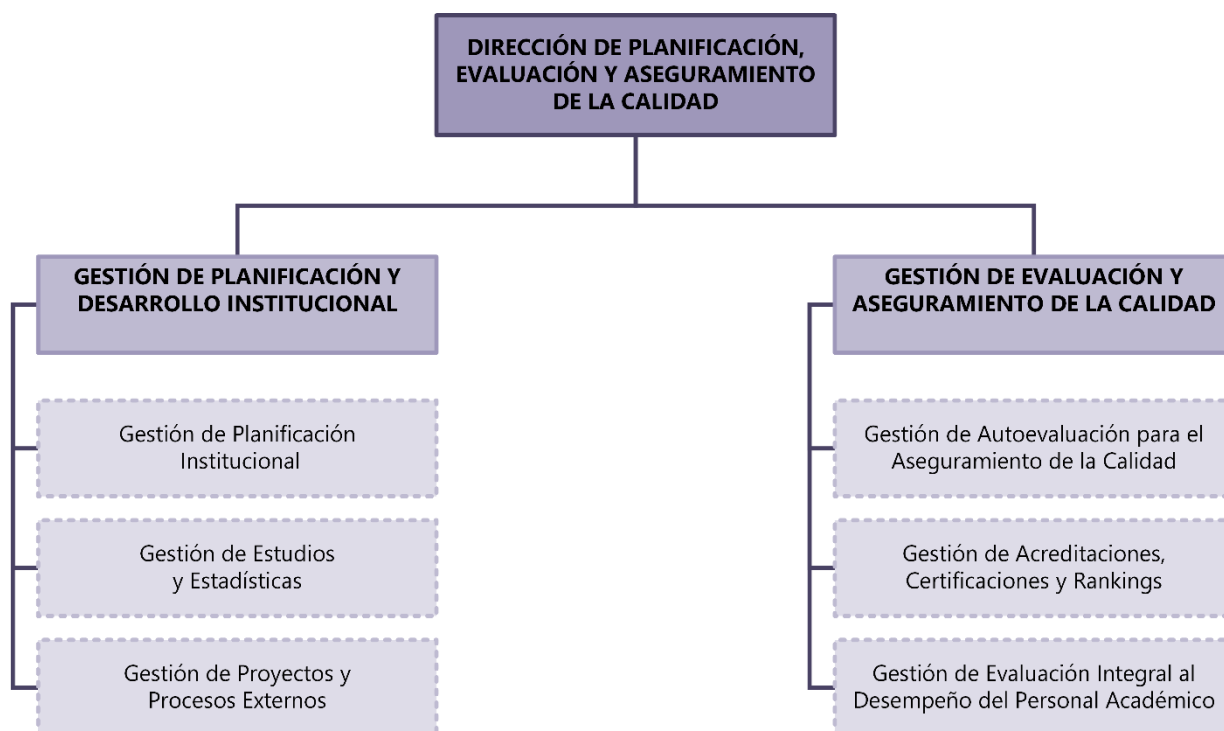 DIRECCIÓN DE PLANIFICACIÓN,
EVALUACIÓN Y ASEGURAMIENTO
DE LA CALIDAD
GESTIÓN DE PLANIFICACIÓN Y
DESARROLLO INSTITUCIONAL
Gestión de Planificación
Institucional
Gestión de Estudios
y Estadísticas
Gestión de Proyectos y
Procesos Externos
GESTIÓN DE EVALUACIÓN Y
ASEGURAMIENTO DE LA CALIDAD
Gestión de Autoevaluación para el
Aseguramiento de la Calidad
Gestión de Acreditaciones,
Certificaciones y Rankings
Gestión de Evaluación Integral al
Desempeño del Personal Académico